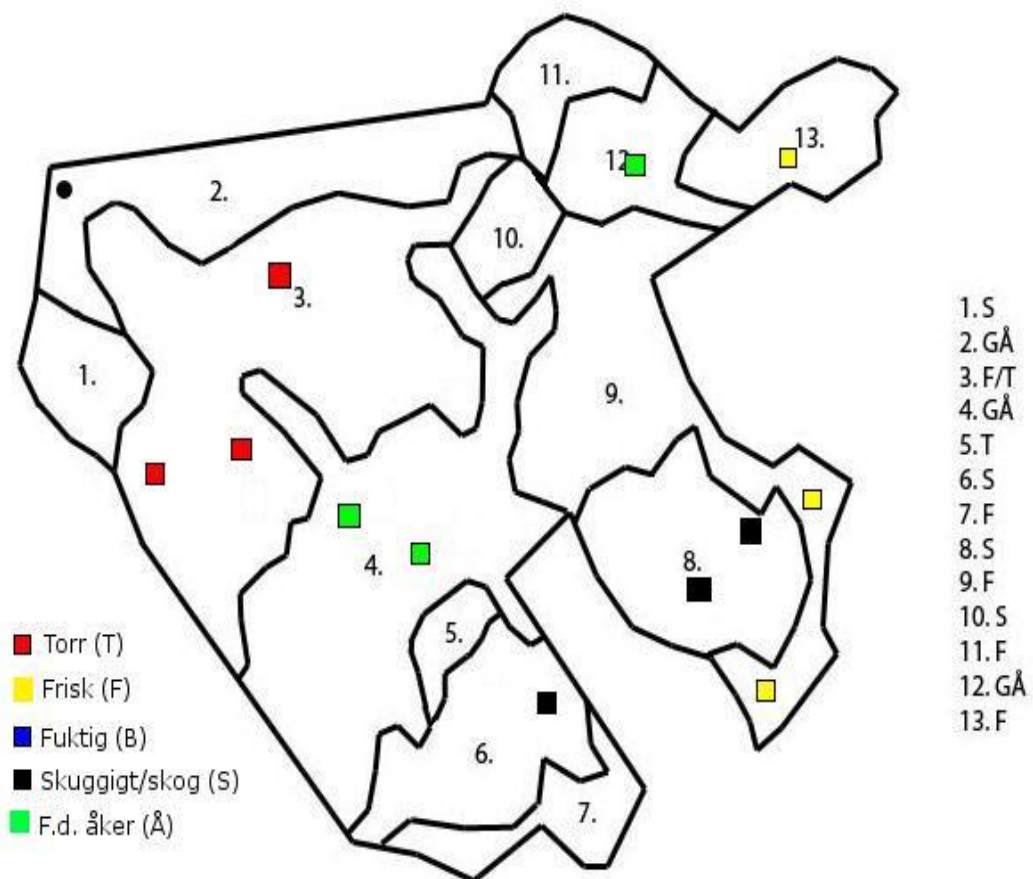 11.
13.
12
2.
10.
3.
1.
9.
8.
4.
5.
6.
7.
Torr (T)
Frisk (F)
Fuktig (B)
Skuggigt/skog (S)
F.d. åker (Å)
1. S
2. GÅ
3. F/T
4. GÅ
5. T
6. S
7. F
8. S
9. F
10. S
11. F
12. GÅ
13. F